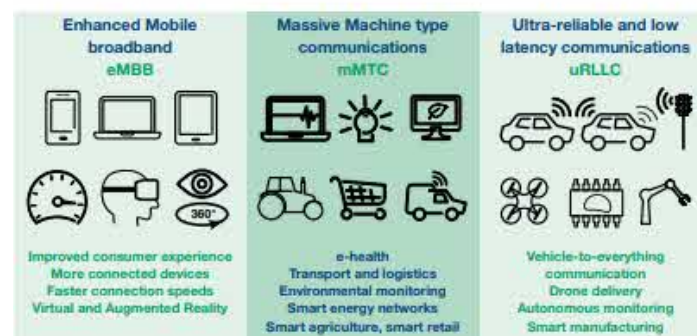 Enhanced Mobile
broadband
eMBB
Improved consumer experience
More connected devices
Faster connection speeds
Virtual and Augmented Reality
360°
Massive Machine type
communications
mMTC
e-health
Transport and logistics
Environmental monitoring
Smart energy networks
Smart agriculture, smart retail
Ultra-reliable and low
latency communications
uRLLC
Vehicle-to-everything
communication
Drone delivery
Autonomous monitoring
Smart manufacturing